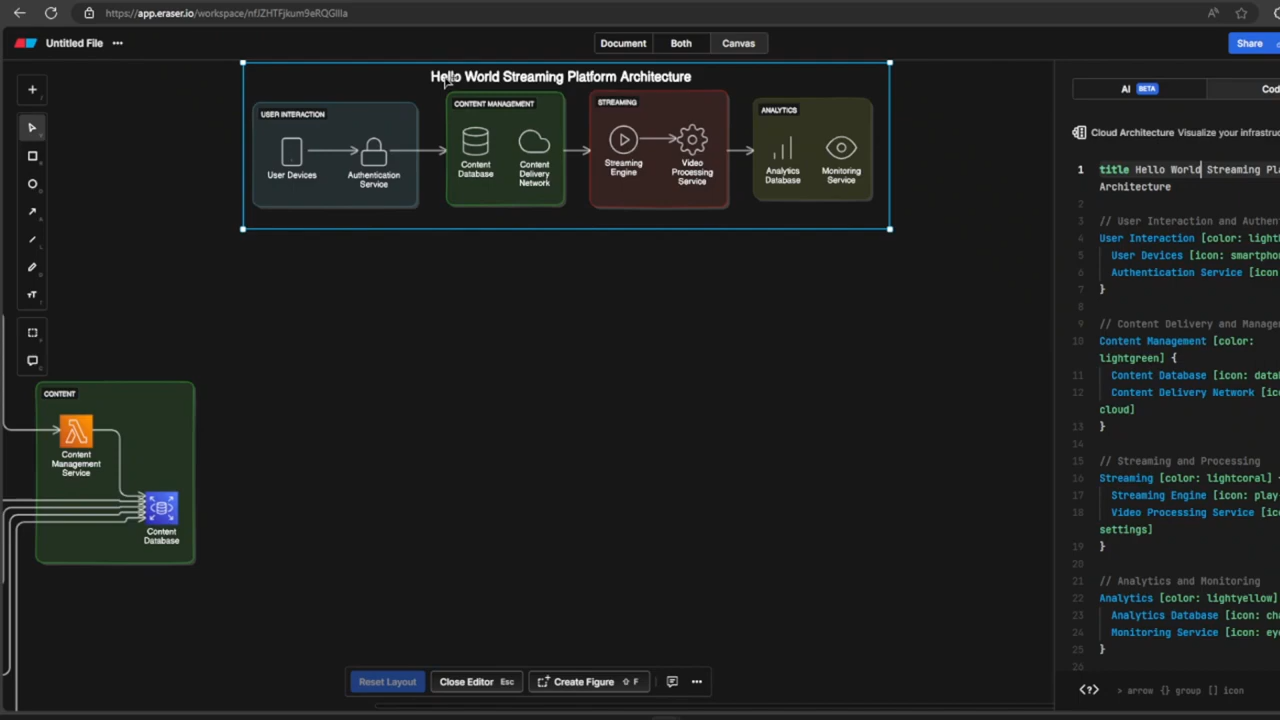 https://app.eraser.io/workspace/nfJZHTFjkum9eRQGIIIa
Untitled File
Document
Both
Canvas
Share
Hello World Streaming Platform Architecture
USER INTERACTION
User Devices
Authentication
Service
CONTENT MANAGEMENT
Content
Database
Content
Delivery
Network
STREAMING
Streaming
Engine
Video
Processing
Service
ANALYTICS
Analytics
Database
Monitoring
Service
CONTENT
Content
Management
Service
Content
Database
AI BETA
Cod
Cloud Architecture Visualize your infrastruc
1 title Hello World Streaming Pla
Architecture
2
3 // User Interaction and Authen
4 User Interaction [color: light
5 User Devices [icon: smartpho
6 Authentication Service [icon
7 }
8
9 // Content Delivery and Manage
10 Content Management [color:
lightgreen] {
11 Content Database [icon: data
12 Content Delivery Network [ic
cloud]
13 }
14
15 // Streaming and Processing
16 Streaming [color: lightcoral] {
17 Streaming Engine [icon: play-
18 Video Processing Service [ic
settings]
19 }
20
21 // Analytics and Monitoring
22 Analytics [color: lightyellow]
23 Analytics Database [icon: ch
24 Monitoring Service [icon: eye
25 }
26
<?> > arrow {} group [] icon
Reset Layout
Close Editor Esc
Create Figure ⇧ F